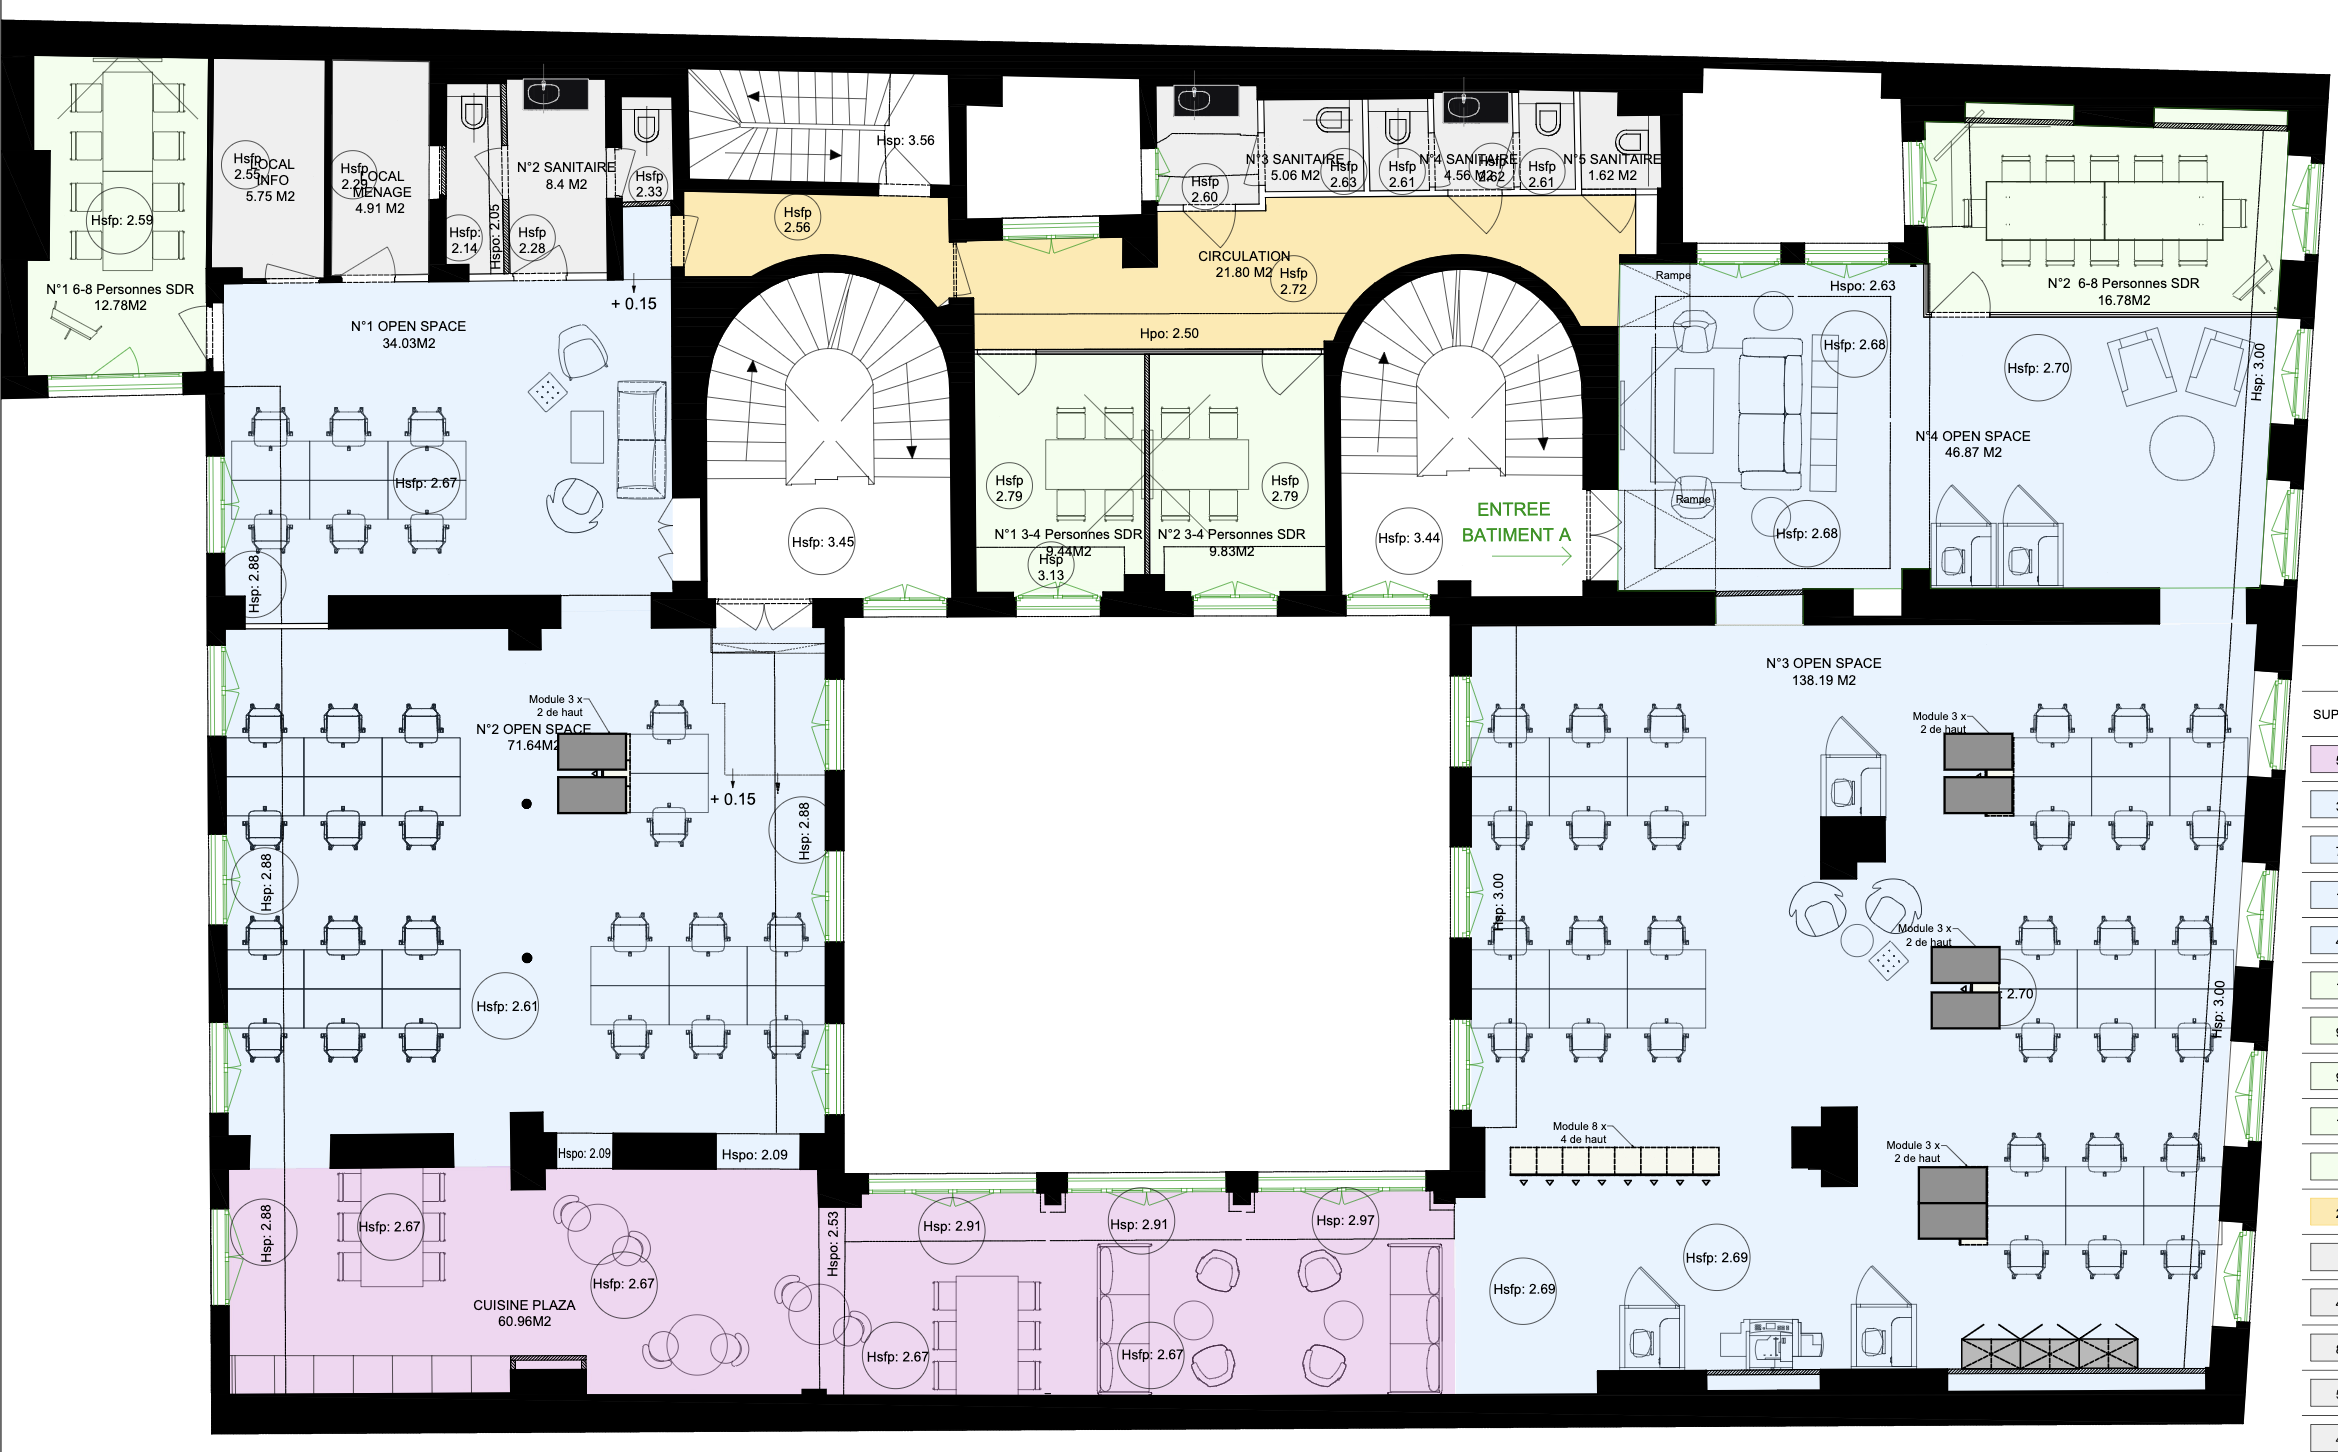 Hsp: 3.56
Hsfp
2.55
LOCAL
INFO
5.75 M2
Hsfp
2.29
LOCAL
MENAGE
4.91 M2
N°2 SANITAIRE
8.4 M2
Hsfp
2.33
Hsfp:
2.14
Hspo: 2.05
Hsfp
2.28
Hsfp: 2.59
N°1 6-8 Personnes SDR
12.78M2
Hsfp
2.56
Hsfp
2.60
N°3 SANITAIRE
5.06 M2
Hsfp
2.63
Hsfp
2.61
N°4 SANITAIRE
4.56 M2
Hsfp
2.62
Hsfp
2.61
N°5 SANITAIRE
1.62 M2
CIRCULATION
21.80 M2
Hsfp
2.72
Hpo: 2.50
+ 0.15
N°1 OPEN SPACE
34.03M2
Hsfp: 2.67
Hsp: 2.88
Hsfp: 3.45
Hsfp
2.79
Hsfp
2.79
N°1 3-4 Personnes SDR
9.44M2
N°2 3-4 Personnes SDR
9.83M2
Hsp
3.13
Hsfp: 3.44
ENTREE
BATIMENT A
Rampe
Rampe
Hspo: 2.63
Hsfp: 2.68
Hsfp: 2.68
N°2 6-8 Personnes SDR
16.78M2
Hsfp: 2.70
Hsp: 3.00
N°4 OPEN SPACE
46.87 M2
N°2 OPEN SPACE
71.64M2
Module 3 x
2 de haut
+ 0.15
Hsp: 2.88
Hsp: 2.88
Hsfp: 2.61
Hspo: 2.09
Hspo: 2.09
N°3 OPEN SPACE
138.19 M2
Module 3 x
2 de haut
Hsp: 3.00
Module 3 x
2 de haut
2.70
Hsp: 3.00
Module 8 x
4 de haut
Module 3 x
2 de haut
Hsfp: 2.69
Hsfp: 2.69
Hsp: 2.88
Hsfp: 2.67
Hsfp: 2.67
CUISINE PLAZA
60.96M2
Hspo: 2.53
Hsp: 2.91
Hsp: 2.91
Hsp: 2.97
Hsfp: 2.67
Hsfp: 2.67
SUP